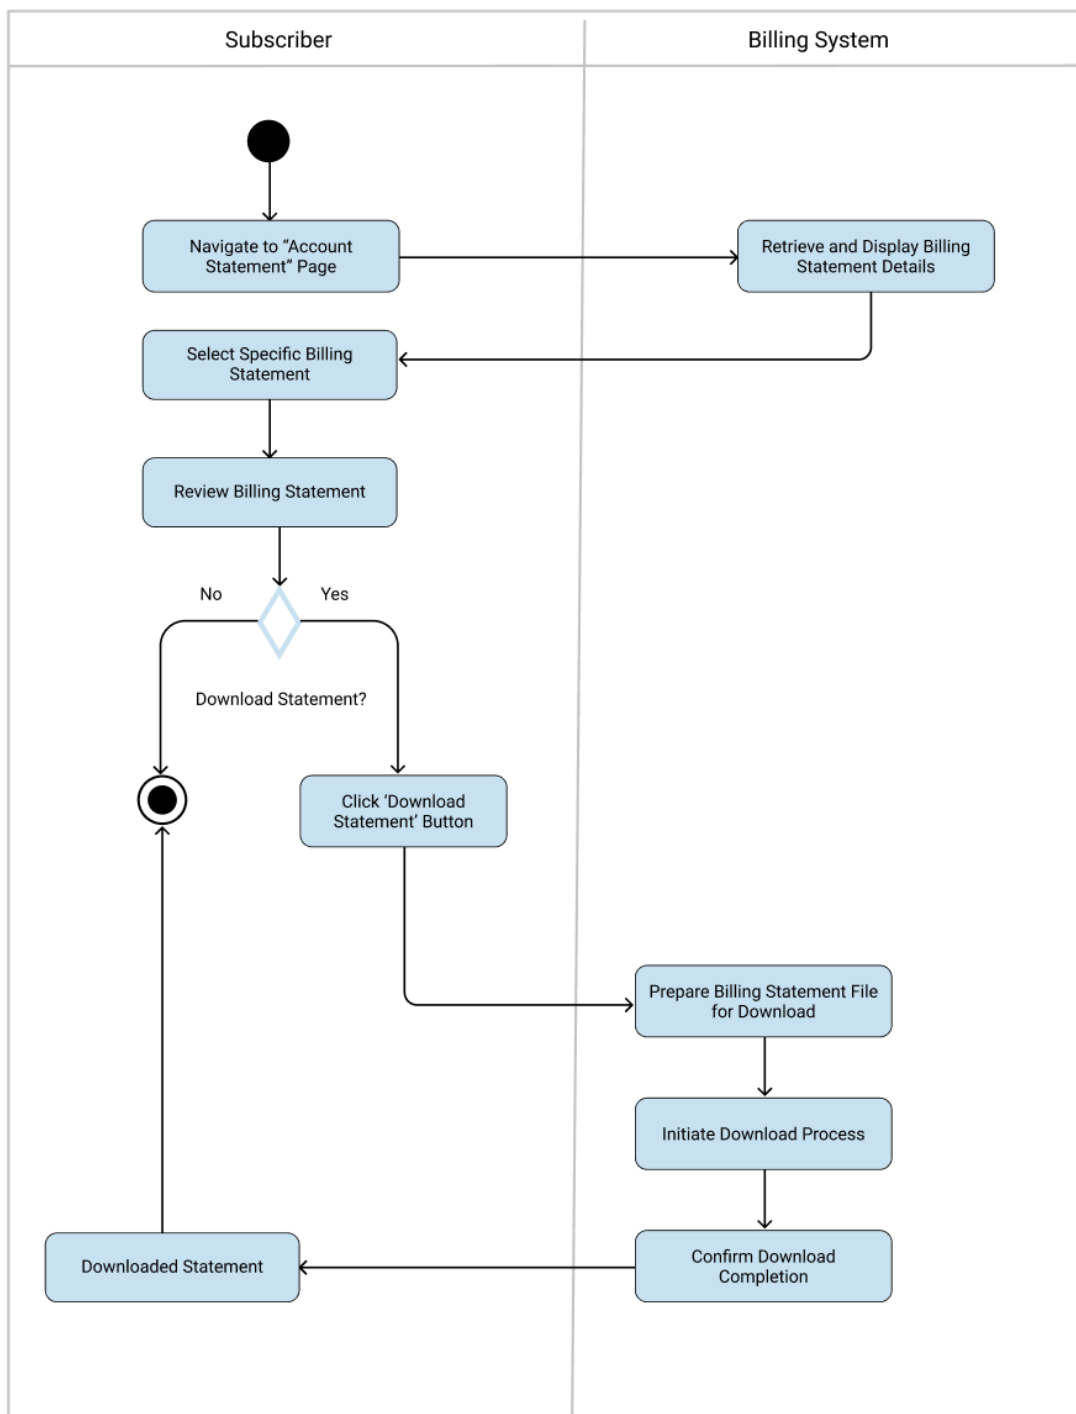 Subscriber
Billing System
Navigate to “Account
Statement” Page
Retrieve and Display Billing
Statement Details
Select Specific Billing
Statement
Review Billing Statement
No
Yes
Download Statement?
Click ‘Download
Statement’ Button
Prepare Billing Statement File
for Download
Initiate Download Process
Downloaded Statement
Confirm Download
Completion